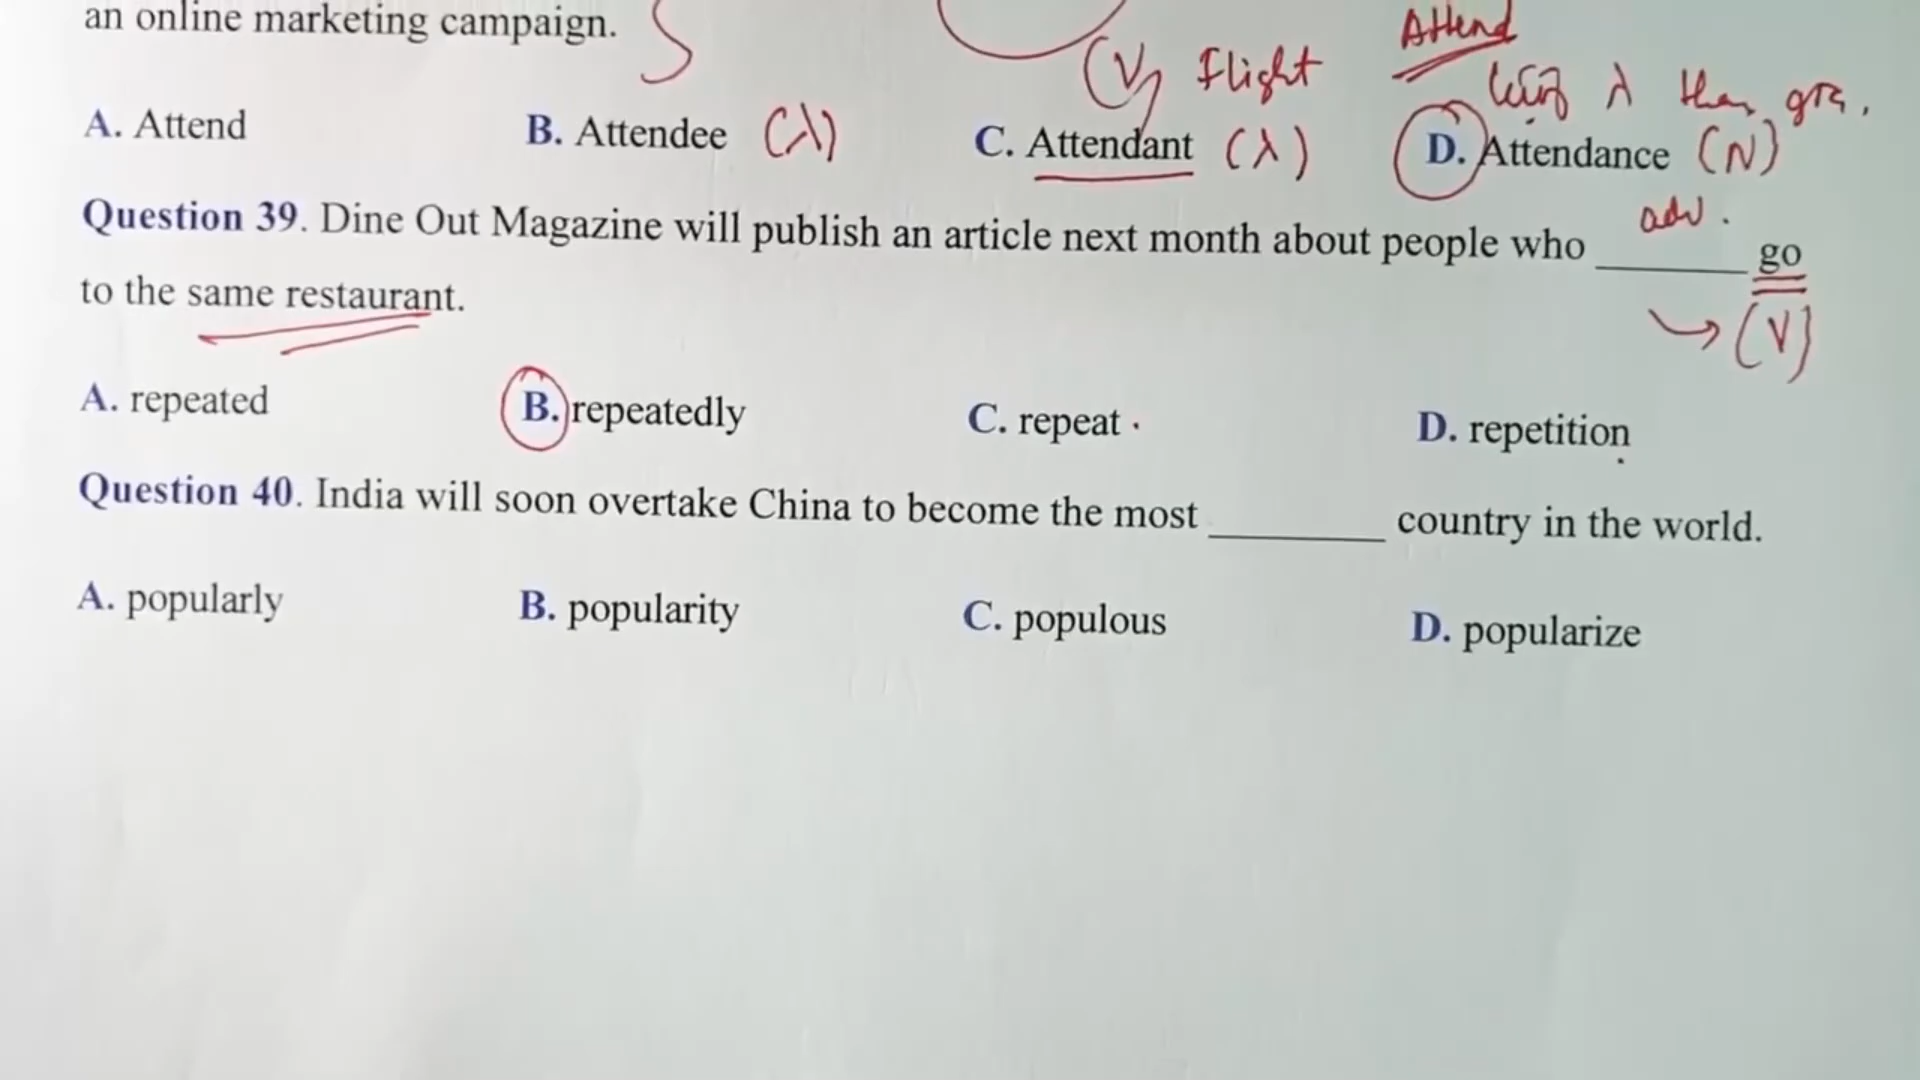 an online marketing campaign.
Attend
(V) Flight
A. Attend B. Attendee (λ) C. Attendant (λ) D. Attendance (N)
adv.
Question 39. Dine Out Magazine will publish an article next month about people who ________ go
to the same restaurant.
→ (V)
A. repeated B. repeatedly C. repeat D. repetition
Question 40. India will soon overtake China to become the most ________ country in the world.
A. popularly B. popularity C. populous D. popularize